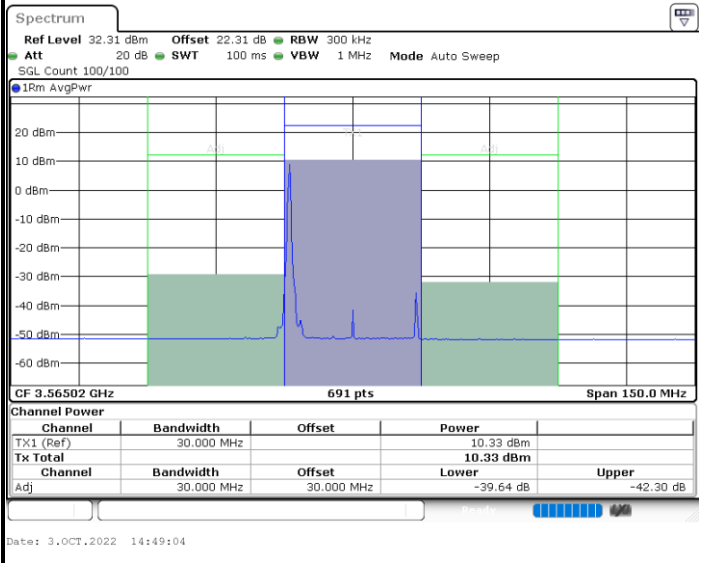 Spectrum
Ref Level 32.31 dBm Offset 22.31 dB RBW 300 kHz
Att 20 dB SWT 100 ms VBW 1 MHz Mode Auto Sweep
SGL Count 100/100
1Rm AvgPwr
20 dBm
TX1
Adj Adj
10 dBm
0 dBm
-10 dBm
-20 dBm
-30 dBm
-40 dBm
-50 dBm
-60 dBm
CF 3.56502 GHz 691 pts Span 150.0 MHz
Channel Power
Channel Bandwidth Offset Power
TX1 (Ref) 30.000 MHz 10.33 dBm
Tx Total 10.33 dBm
Channel Bandwidth Offset Lower Upper
Adj 30.000 MHz 30.000 MHz -39.64 dB -42.30 dB
Ready
Date: 3.OCT.2022 14:49:04